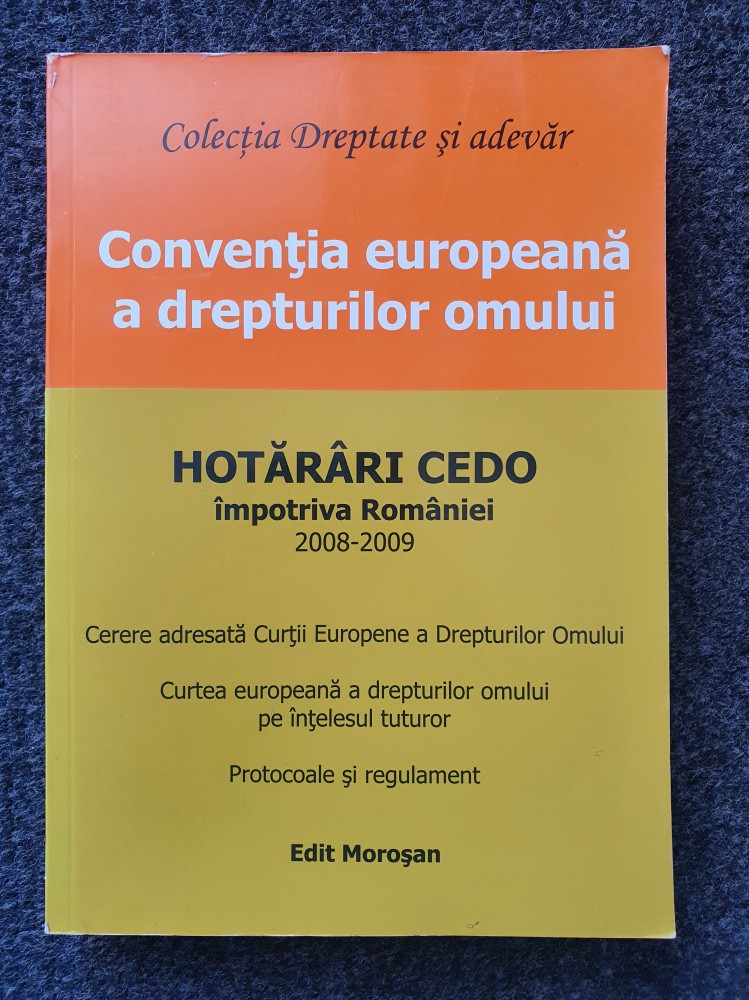 Colecția Dreptate şi adevăr
Convenţia europeană
a drepturilor omului
HOTĂRÂRI CEDO
împotriva României
2008-2009
Cerere adresată Curţii Europene a Drepturilor Omului
Curtea europeană a drepturilor omului
pe înţelesul tuturor
Protocoale şi regulament
Edit Moroşan